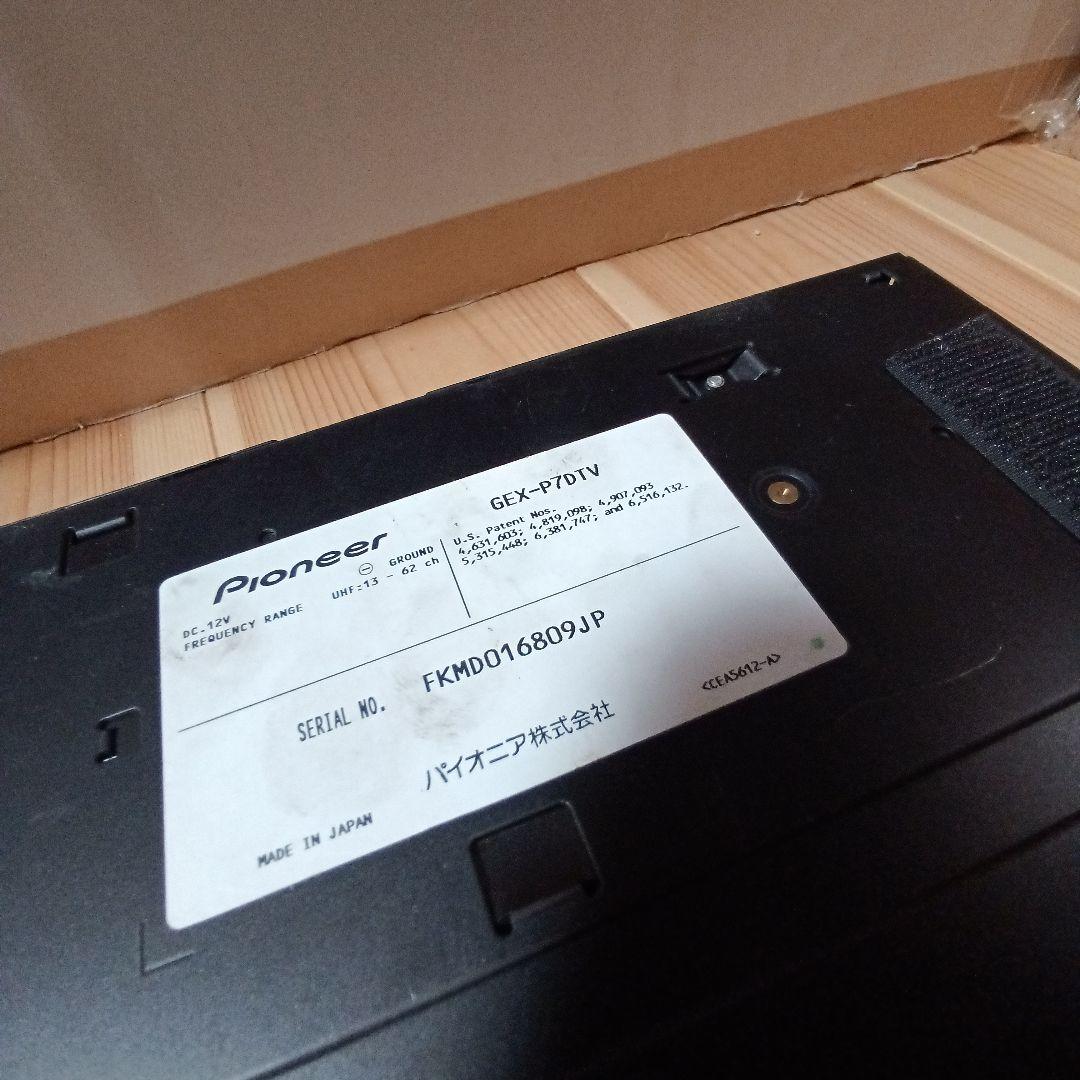 Pioneer
GEX-P7DTV
DC-12V ⊖ GROUND
FREQUENCY RANGE UHF:13 - 62 ch
U.S. Patent Nos.
4,631,603; 4,819,098; 4,907,093
5,315,448; 6,381,747; and 6,516,132.
SERIAL NO. FKMD016809JP
パイオニア株式会社
<CEA5612-A>
MADE IN JAPAN